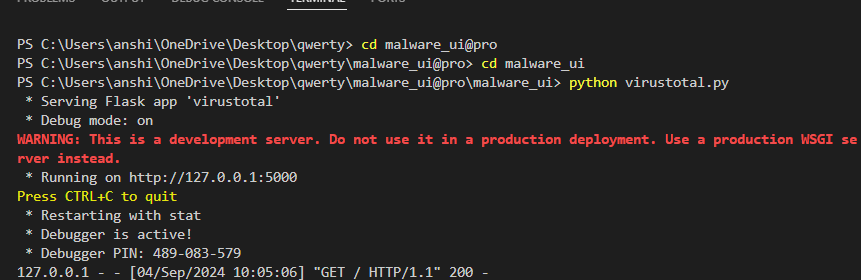 PS C:\Users\anshi\OneDrive\Desktop\qwerty> cd malware_ui@pro
PS C:\Users\anshi\OneDrive\Desktop\qwerty\malware_ui@pro> cd malware_ui
PS C:\Users\anshi\OneDrive\Desktop\qwerty\malware_ui@pro\malware_ui> python virustotal.py
 * Serving Flask app 'virustotal'
 * Debug mode: on
WARNING: This is a development server. Do not use it in a production deployment. Use a production WSGI se
rver instead.
 * Running on http://127.0.0.1:5000
Press CTRL+C to quit
 * Restarting with stat
 * Debugger is active!
 * Debugger PIN: 489-083-579
127.0.0.1 - - [04/Sep/2024 10:05:06] "GET / HTTP/1.1" 200 -